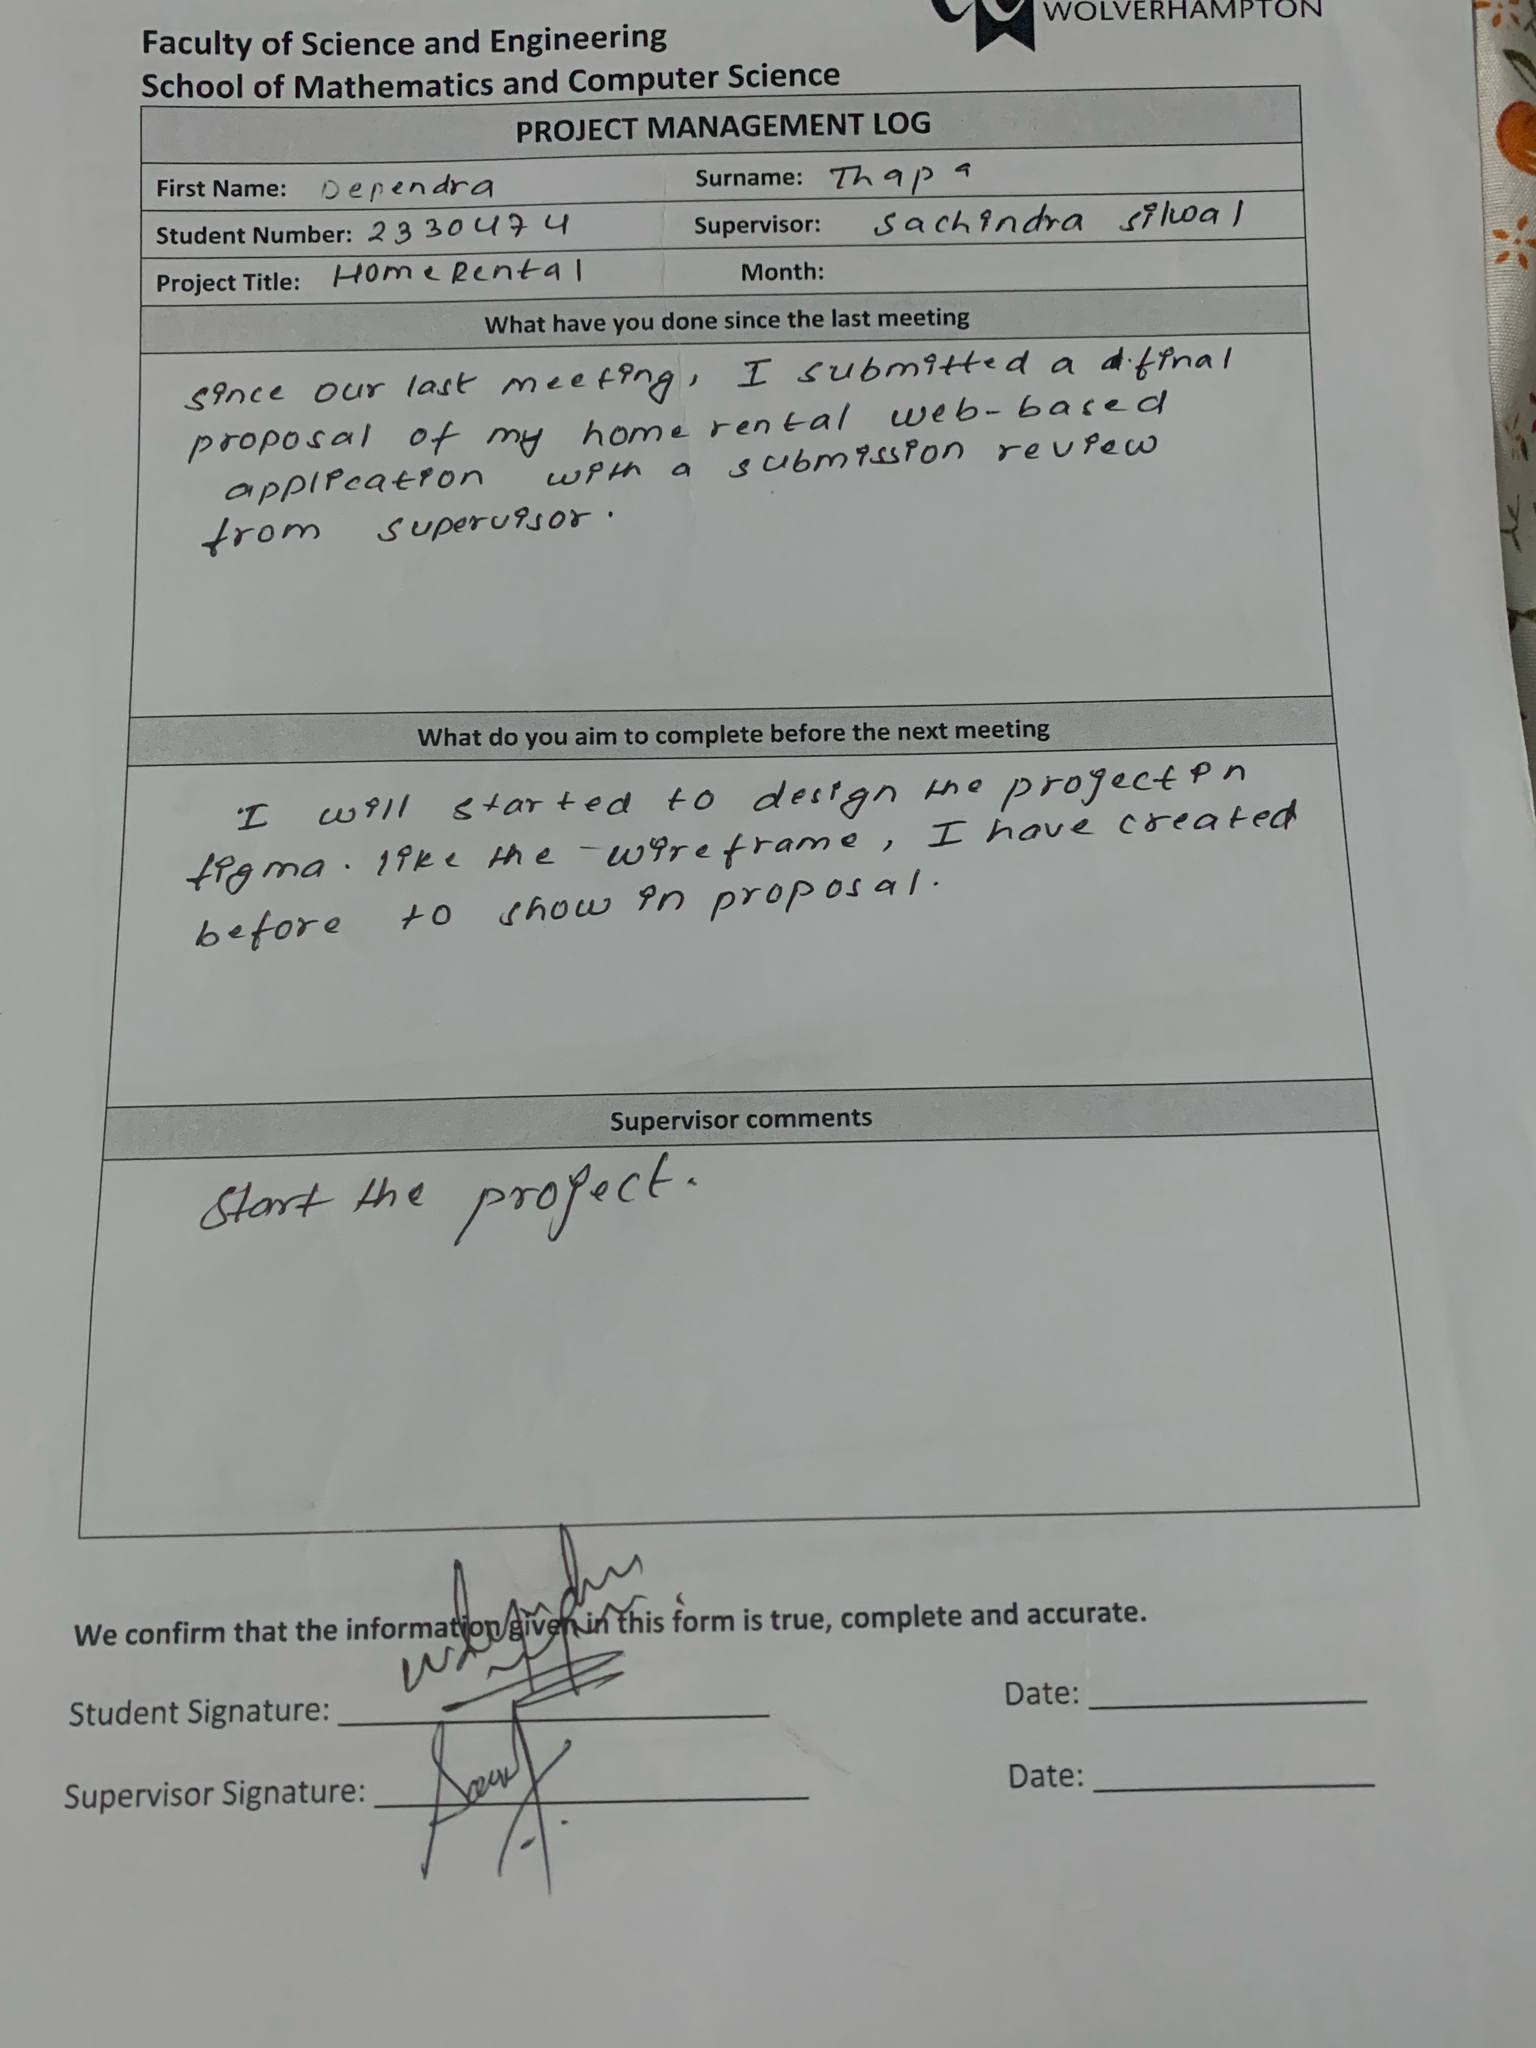 WOLVERHAMPTON
Faculty of Science and Engineering
School of Mathematics and Computer Science
PROJECT MANAGEMENT LOG
First Name: Dependra Surname: Thapa
Student Number: 2330474 Supervisor: Sachindra silwal
Project Title: Home Rental Month:
What have you done since the last meeting
since our last meeting, I submitted a final
proposal of my home rental web-based
application with a submission review
from supervisor.
What do you aim to complete before the next meeting
I will started to design the project in
figma. like the wireframe, I have created
before to show in proposal.
Supervisor comments
Start the project.
We confirm that the information given in this form is true, complete and accurate.
Student Signature:
Date:
Supervisor Signature:
Date: